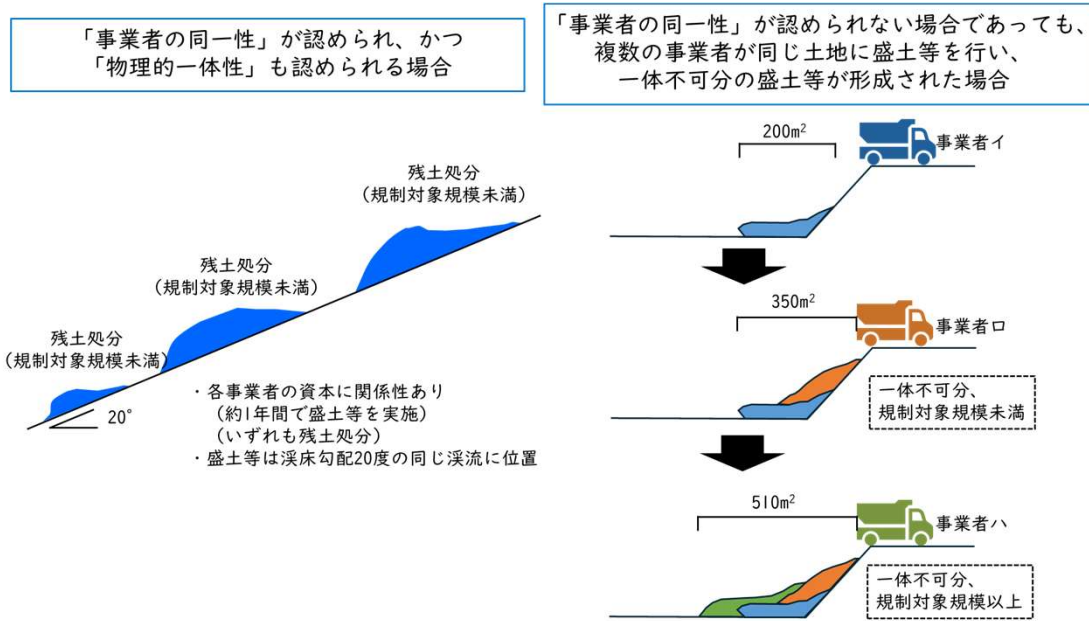 「事業者の同一性」が認められ、かつ
「物理的一体性」も認められる場合
残土処分
(規制対象規模未満)
残土処分
(規制対象規模未満)
残土処分
(規制対象規模未満)
20°
・各事業者の資本に関係性あり
(約1年間で盛土等を実施)
(いずれも残土処分)
・盛土等は渓床勾配20度の同じ渓流に位置
「事業者の同一性」が認められない場合であっても、
複数の事業者が同じ土地に盛土等を行い、
一体不可分の盛土等が形成された場合
200m²
事業者イ
350m²
事業者ロ
一体不可分、
規制対象規模未満
510m²
事業者ハ
一体不可分、
規制対象規模以上